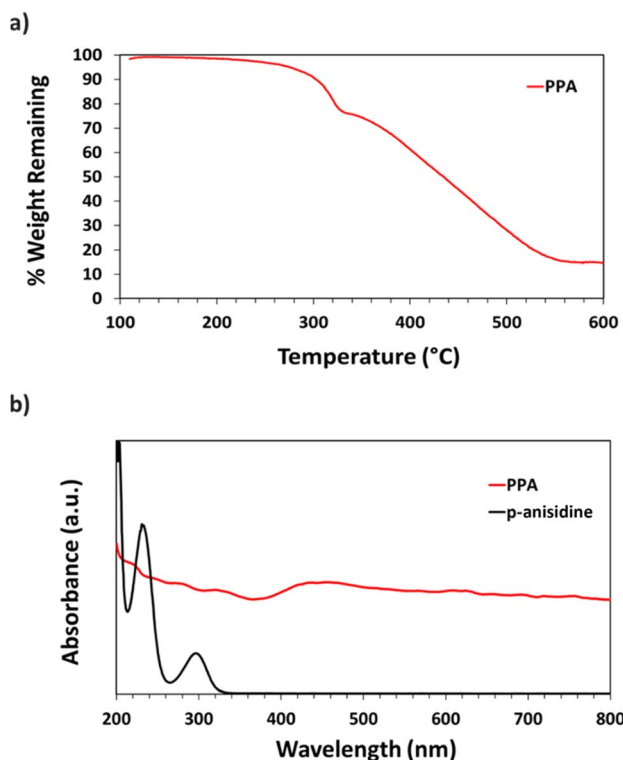 a)
100
90
80
70
60
50
40
30
20
10
0
% Weight Remaining
PPA
100 200 300 400 500 600
Temperature (°C)
b)
Absorbance (a.u.)
PPA
p-anisidine
200 300 400 500 600 700 800
Wavelength (nm)